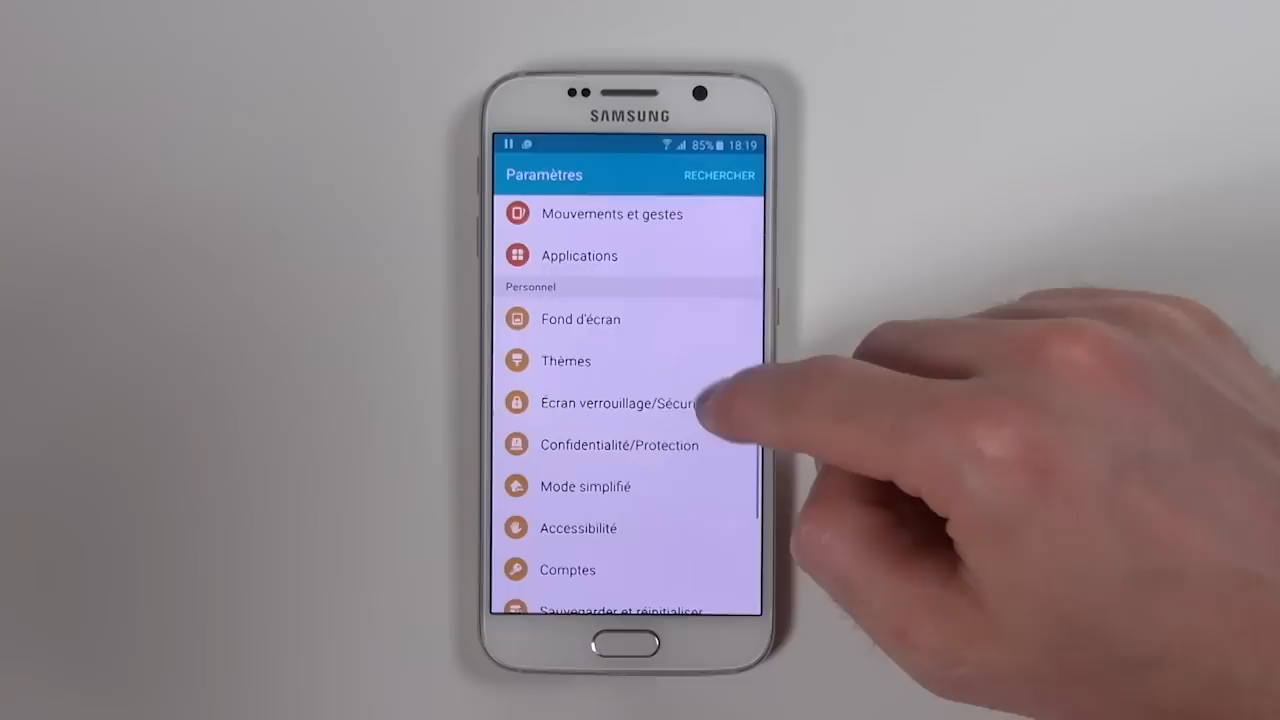 SAMSUNG
85% 18:19
Paramètres RECHERCHER
Mouvements et gestes
Applications
Personnel
Fond d'écran
Thèmes
Écran verrouillage/Sécuri
Confidentialité/Protection
Mode simplifié
Accessibilité
Comptes
Sauvegarder et réinitialiser